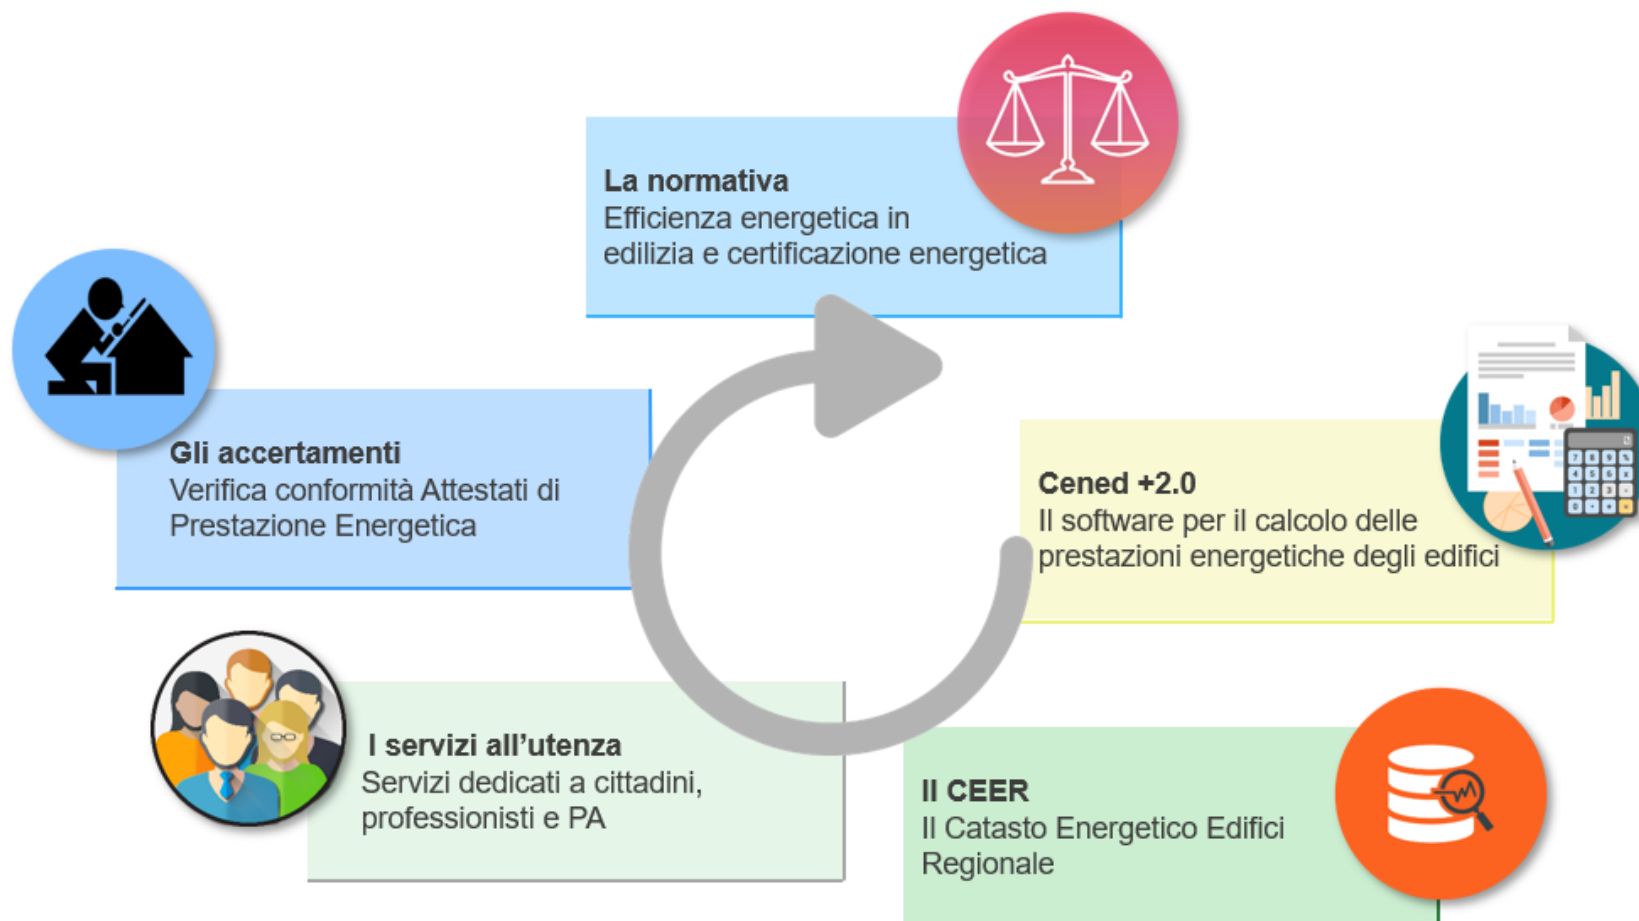 La normativa
Efficienza energetica in
edilizia e certificazione energetica
Gli accertamenti
Verifica conformità Attestati di
Prestazione Energetica
Cened +2.0
Il software per il calcolo delle
prestazioni energetiche degli edifici
I servizi all’utenza
Servizi dedicati a cittadini,
professionisti e PA
Il CEER
Il Catasto Energetico Edifici
Regionale